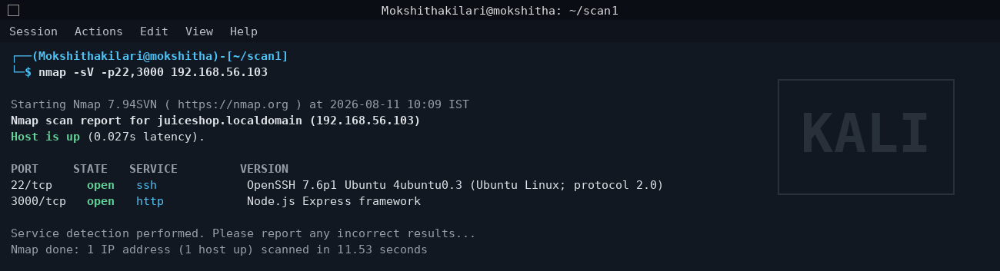 Mokshithakilari@mokshitha: ~/scan1
Session Actions Edit View Help
┌──(Mokshithakilari@mokshitha)-[~/scan1]
└─$ nmap -sV -p22,3000 192.168.56.103
Starting Nmap 7.94SVN ( https://nmap.org ) at 2026-08-11 10:09 IST
Nmap scan report for juiceshop.localdomain (192.168.56.103)
Host is up (0.027s latency).
PORT     STATE   SERVICE         VERSION
22/tcp     open   ssh             OpenSSH 7.6p1 Ubuntu 4ubuntu0.3 (Ubuntu Linux; protocol 2.0)
3000/tcp   open   http            Node.js Express framework
Service detection performed. Please report any incorrect results...
Nmap done: 1 IP address (1 host up) scanned in 11.53 seconds
KALI